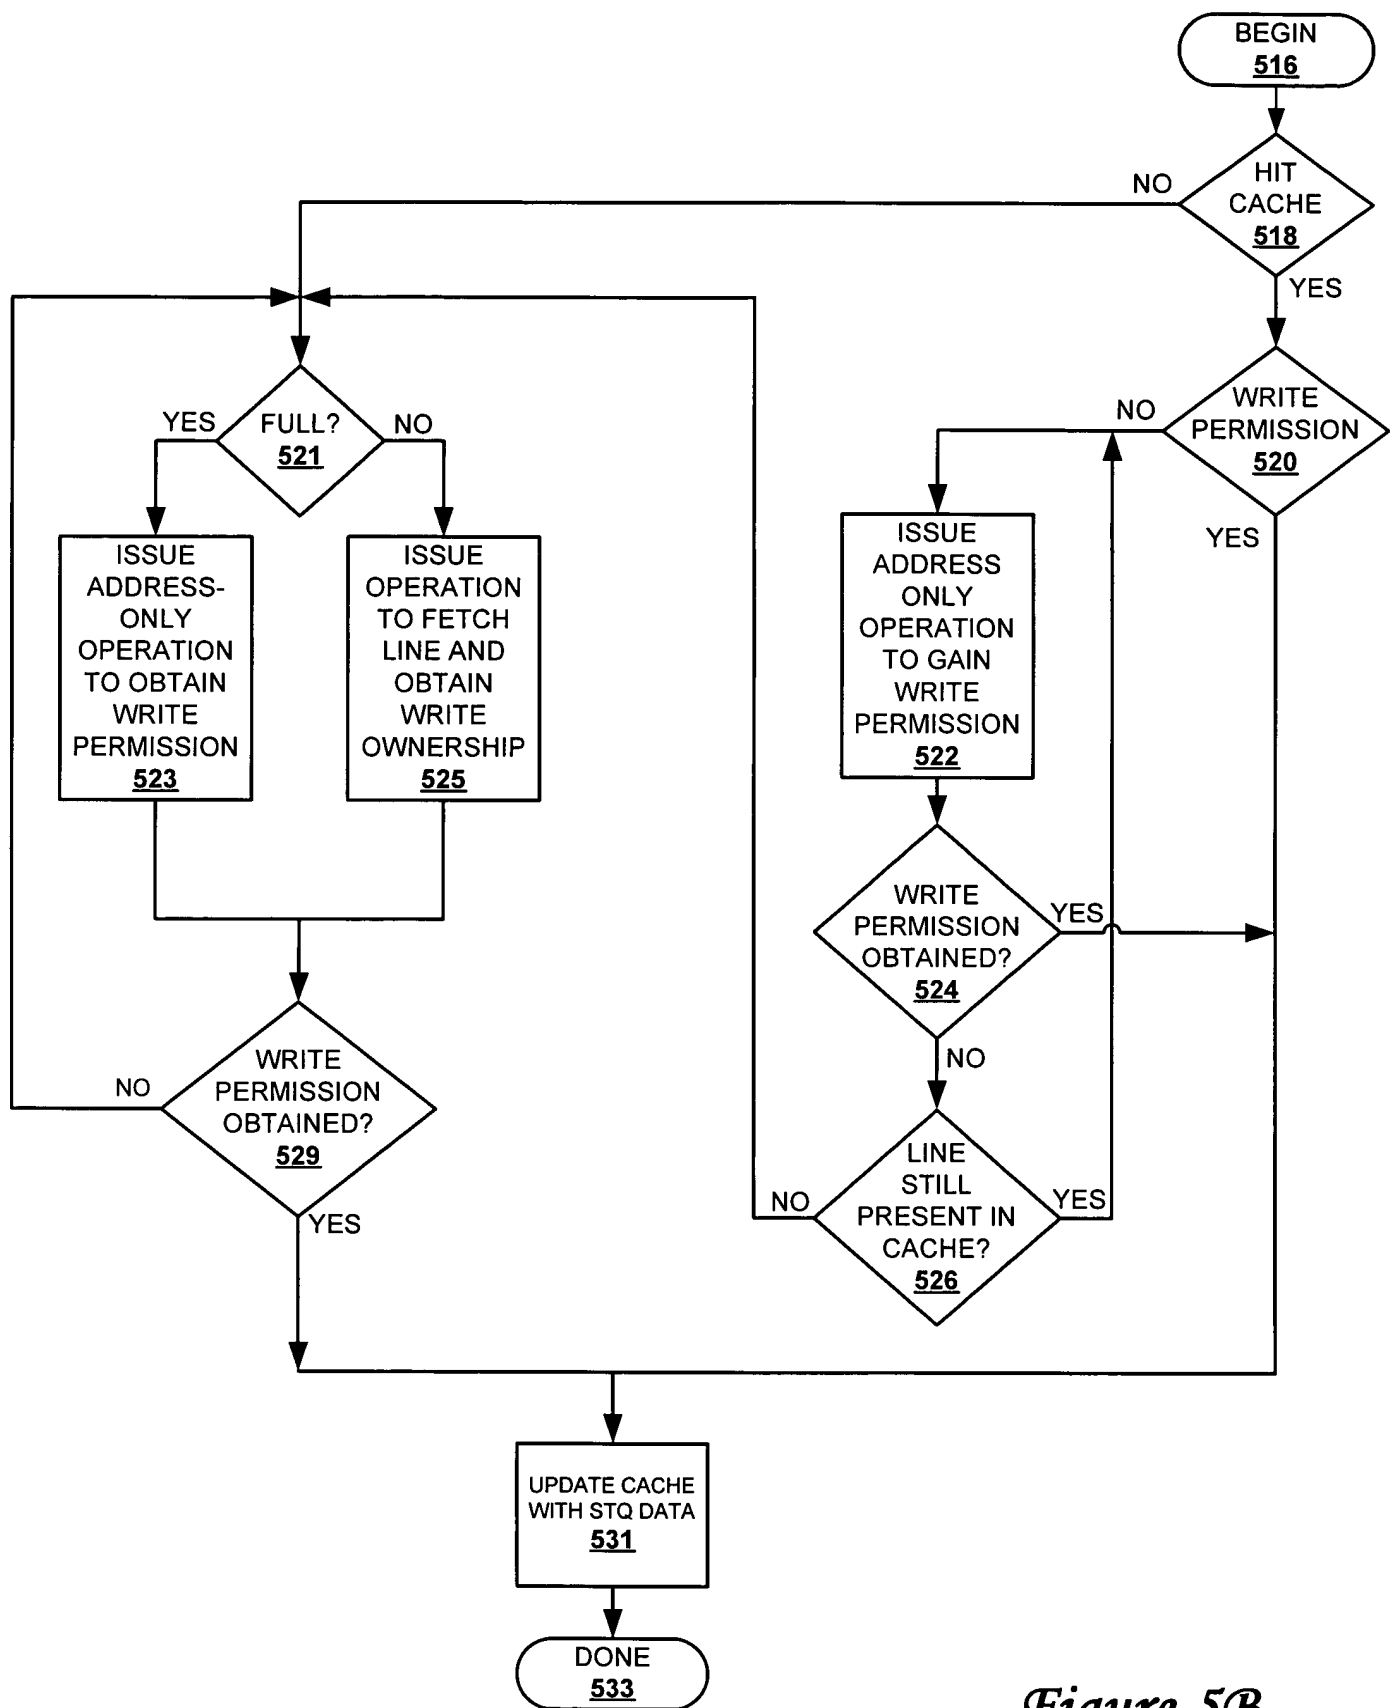 BEGIN
516
HIT
CACHE
518
NO
YES
WRITE
PERMISSION
520
NO
YES
FULL?
521
YES
NO
ISSUE
ADDRESS-
ONLY
OPERATION
TO OBTAIN
WRITE
PERMISSION
523
ISSUE
OPERATION
TO FETCH
LINE AND
OBTAIN
WRITE
OWNERSHIP
525
ISSUE
ADDRESS
ONLY
OPERATION
TO GAIN
WRITE
PERMISSION
522
WRITE
PERMISSION
OBTAINED?
524
YES
NO
WRITE
PERMISSION
OBTAINED?
529
NO
YES
LINE
STILL
PRESENT IN
CACHE?
526
NO
YES
UPDATE CACHE
WITH STQ DATA
531
DONE
533
Figure 5B